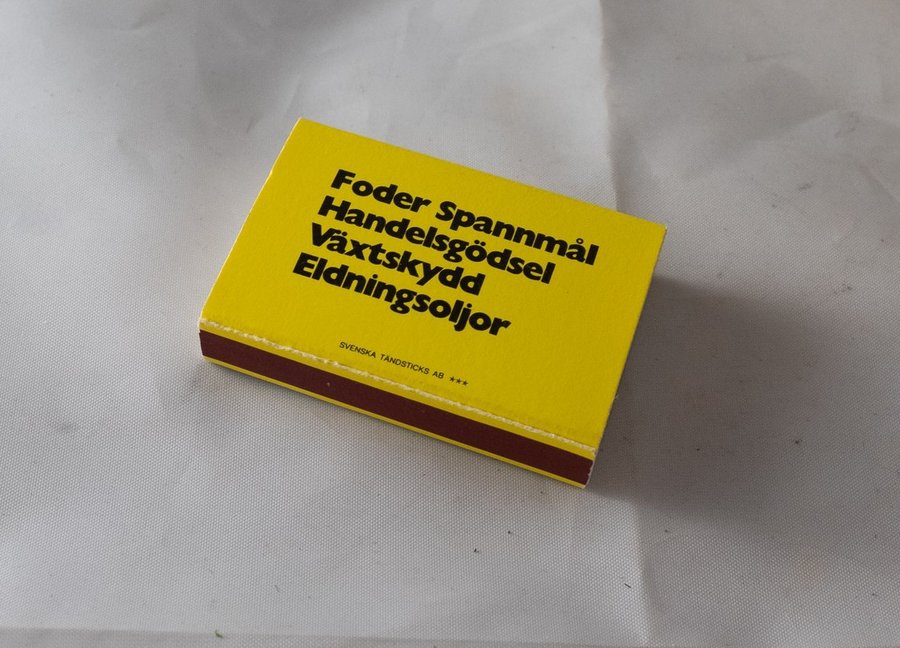 Foder Spannmål
Handelsgödsel
Växtskydd
Eldningsoljor
SVENSKA TÄNDSTICKS AB ★★★